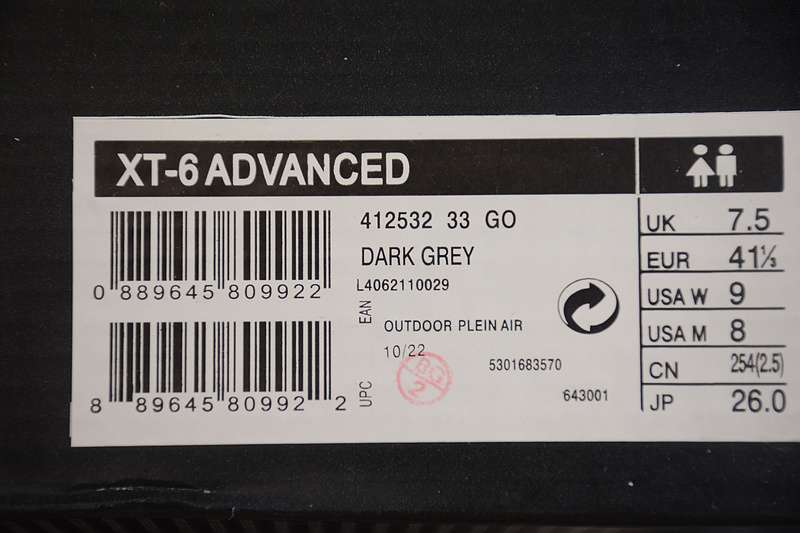 XT-6 ADVANCED
412532 33 GO
DARK GREY
L4062110029
0 889645 809922
EAN
OUTDOOR PLEIN AIR
10/22
5301683570
643001
8 89645 80992 2
UPC
BG
2
UK 7.5
EUR 41⅓
USA W 9
USA M 8
CN 254(2.5)
JP 26.0